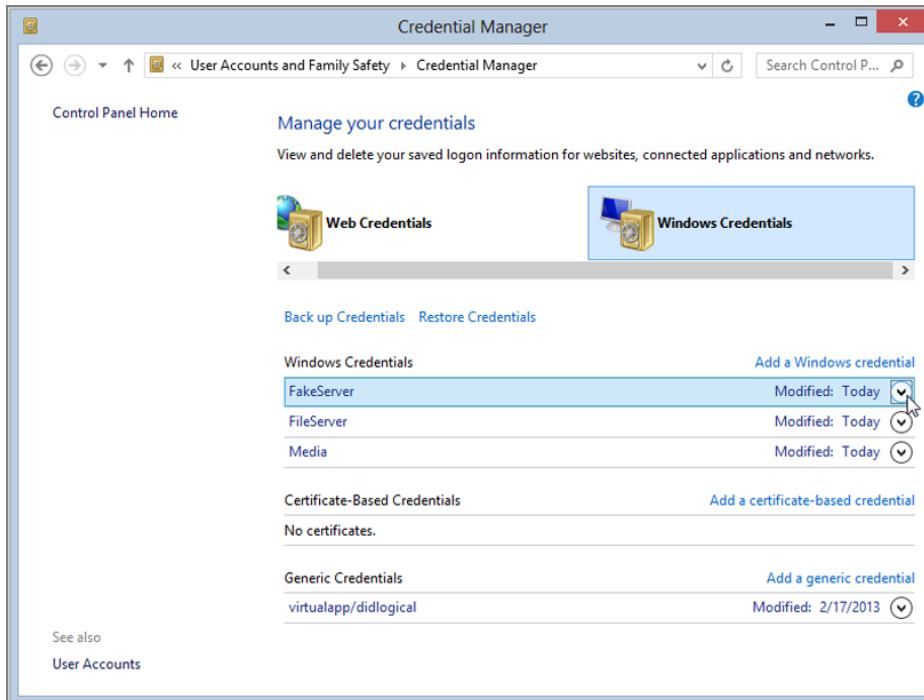 Credential Manager
« User Accounts and Family Safety Credential Manager
Search Control P...
Control Panel Home
Manage your credentials
View and delete your saved logon information for websites, connected applications and networks.
Web Credentials
Windows Credentials
Back up Credentials Restore Credentials
Windows Credentials Add a Windows credential
FakeServer Modified: Today
FileServer Modified: Today
Media Modified: Today
Certificate-Based Credentials Add a certificate-based credential
No certificates.
Generic Credentials Add a generic credential
virtualapp/didlogical Modified: 2/17/2013
See also
User Accounts